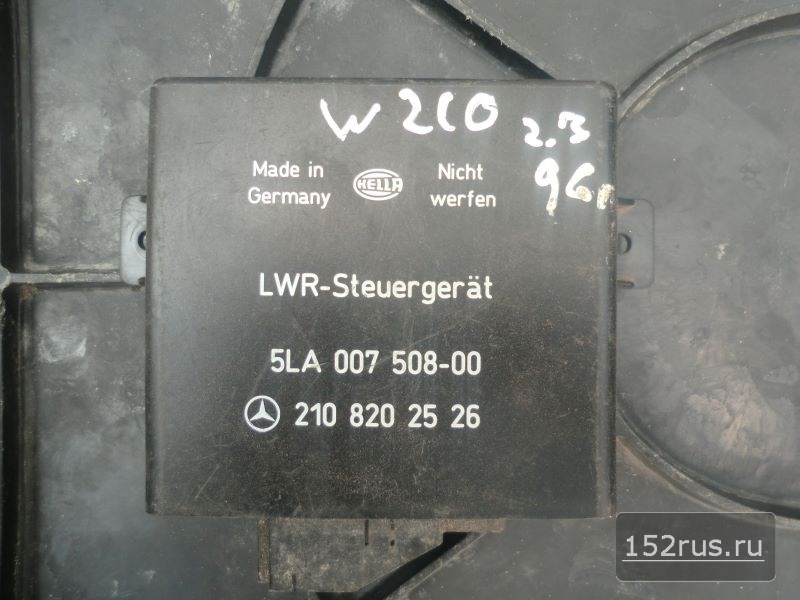 W 210 2.3
96г
Made in Germany
HELLA
Nicht werfen
LWR-Steuergerät
5LA 007 508-00
210 820 25 26
152rus.ru